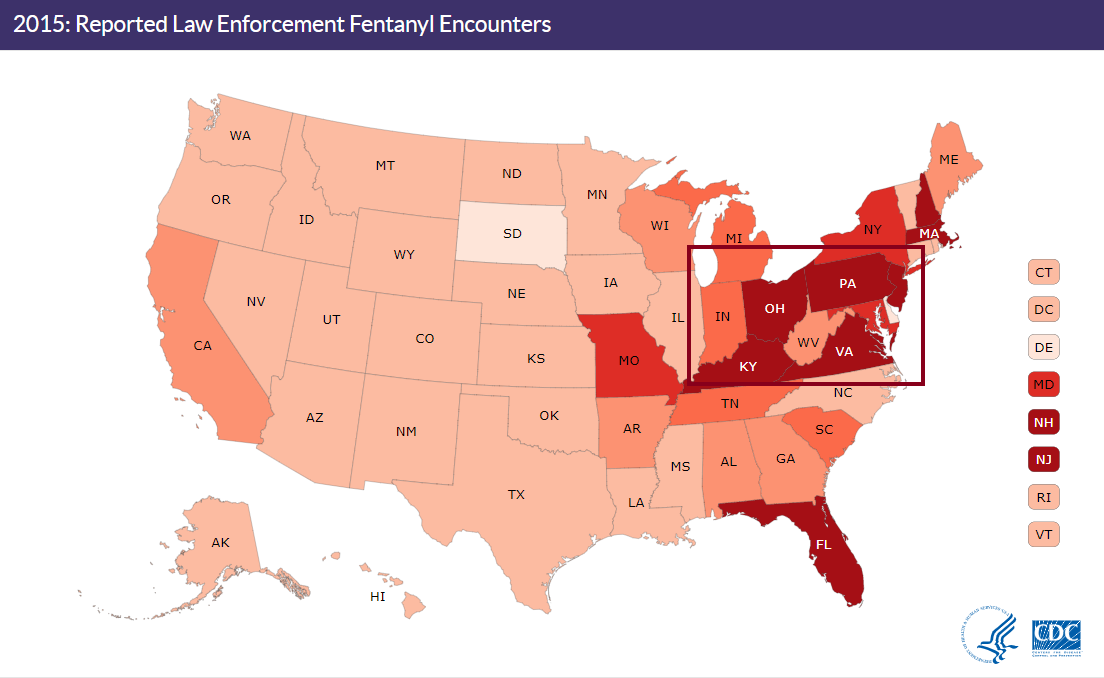 2015: Reported Law Enforcement Fentanyl Encounters
WA
MT
ND
MN
ME
OR
ID
SD
WI
MI
NY
MA
WY
IA
CT
NE
PA
NV
UT
CO
IL
IN
OH
DC
CA
KS
MO
WV
VA
DE
KY
MD
AZ
NM
OK
AR
TN
NC
SC
NH
MS
AL
GA
NJ
TX
LA
RI
AK
FL
VT
HI
CDC